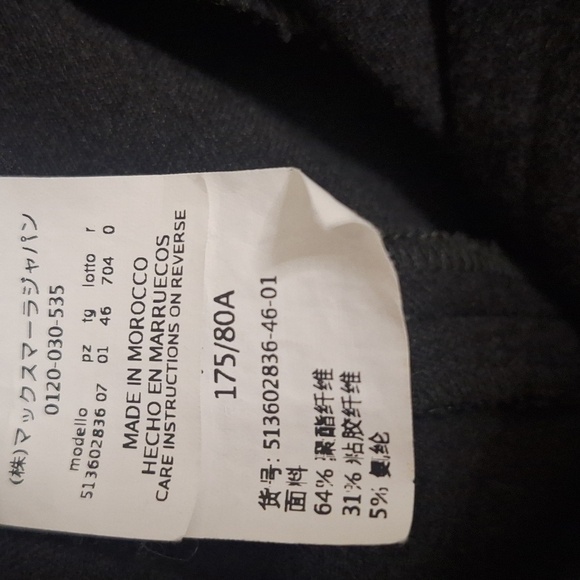 (株)マックスマーラジャパン
0120-030-535
modello pz tg lotto r
513602836 07 01 46 704 0
MADE IN MOROCCO
HECHO EN MARRUECOS
CARE INSTRUCTIONS ON REVERSE
175/80A
货号: 513602836-46-01
面料
64% 聚酯纤维
31% 粘胶纤维
5% 氨纶